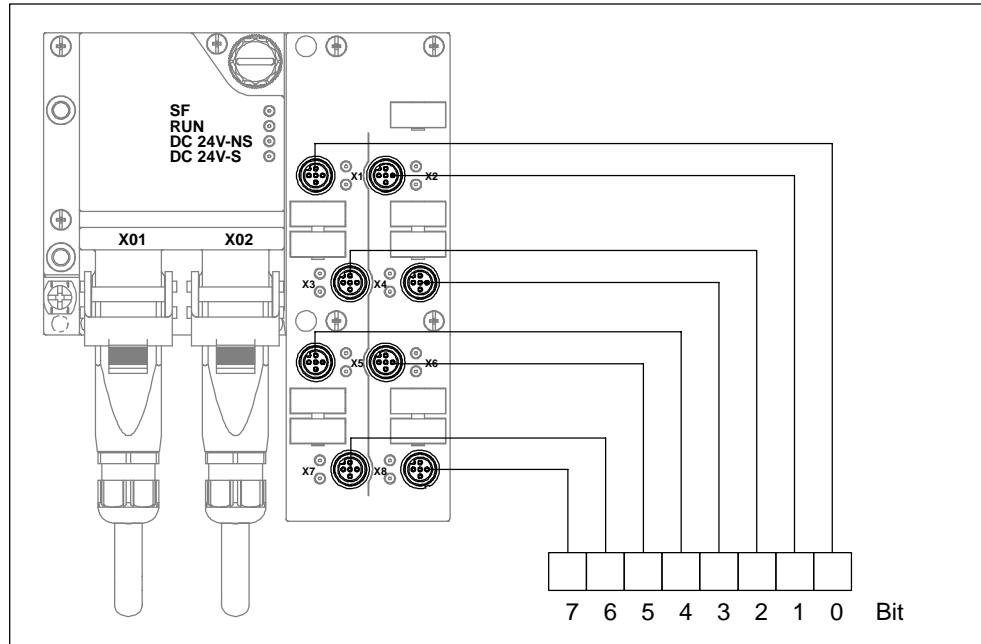 SF
RUN
DC 24V-NS
DC 24V-S
X1 X2
X01 X02
X3 X4
X5 X6
X7 X8
7 6 5 4 3 2 1 0 Bit